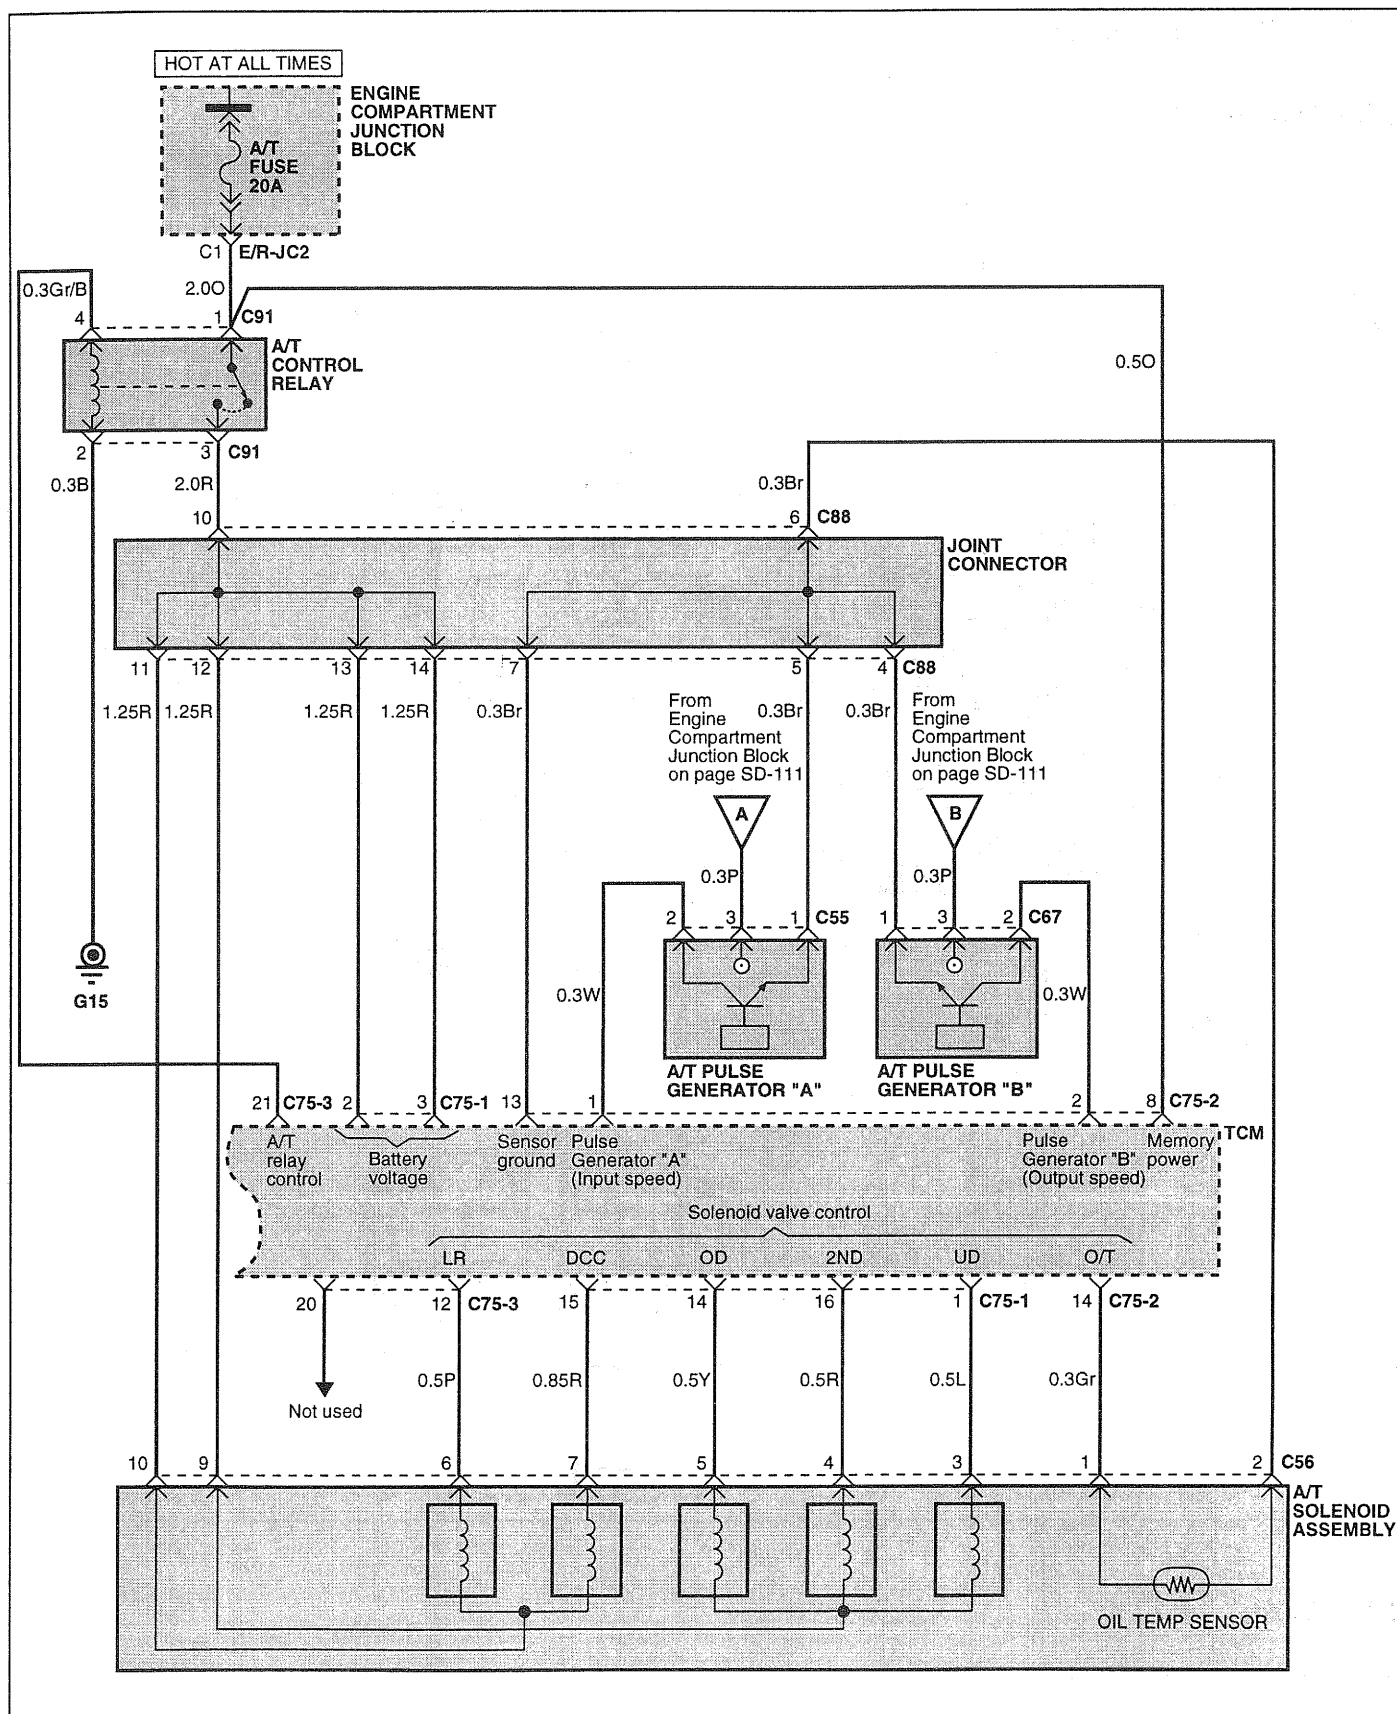 HOT AT ALL TIMES
ENGINE
COMPARTMENT
JUNCTION
BLOCK
A/T
FUSE
20A
C1 E/R-JC2
0.3Gr/B
2.0O
4
1 C91
A/T
CONTROL
RELAY
0.5O
2
3 C91
0.3B
2.0R
0.3Br
10
6 C88
JOINT
CONNECTOR
11
12
13
14
7
5
4 C88
1.25R
1.25R
1.25R
1.25R
0.3Br
From
Engine
Compartment
Junction Block
on page SD-111
0.3Br
0.3Br
From
Engine
Compartment
Junction Block
on page SD-111
A
B
0.3P
0.3P
2
3
1 C55
1
3
2 C67
G15
0.3W
0.3W
A/T PULSE
GENERATOR "A"
A/T PULSE
GENERATOR "B"
21 C75-3
2
3 C75-1
13
1
2
8 C75-2
TCM
A/T
relay
control
Battery
voltage
Sensor
ground
Pulse
Generator "A"
(Input speed)
Pulse
Generator "B"
(Output speed)
Memory
power
Solenoid valve control
LR
DCC
OD
2ND
UD
O/T
20
12 C75-3
15
14
16
1 C75-1
14 C75-2
0.5P
0.85R
0.5Y
0.5R
0.5L
0.3Gr
Not used
10
9
6
7
5
4
3
1
2 C56
A/T
SOLENOID
ASSEMBLY
OIL TEMP SENSOR